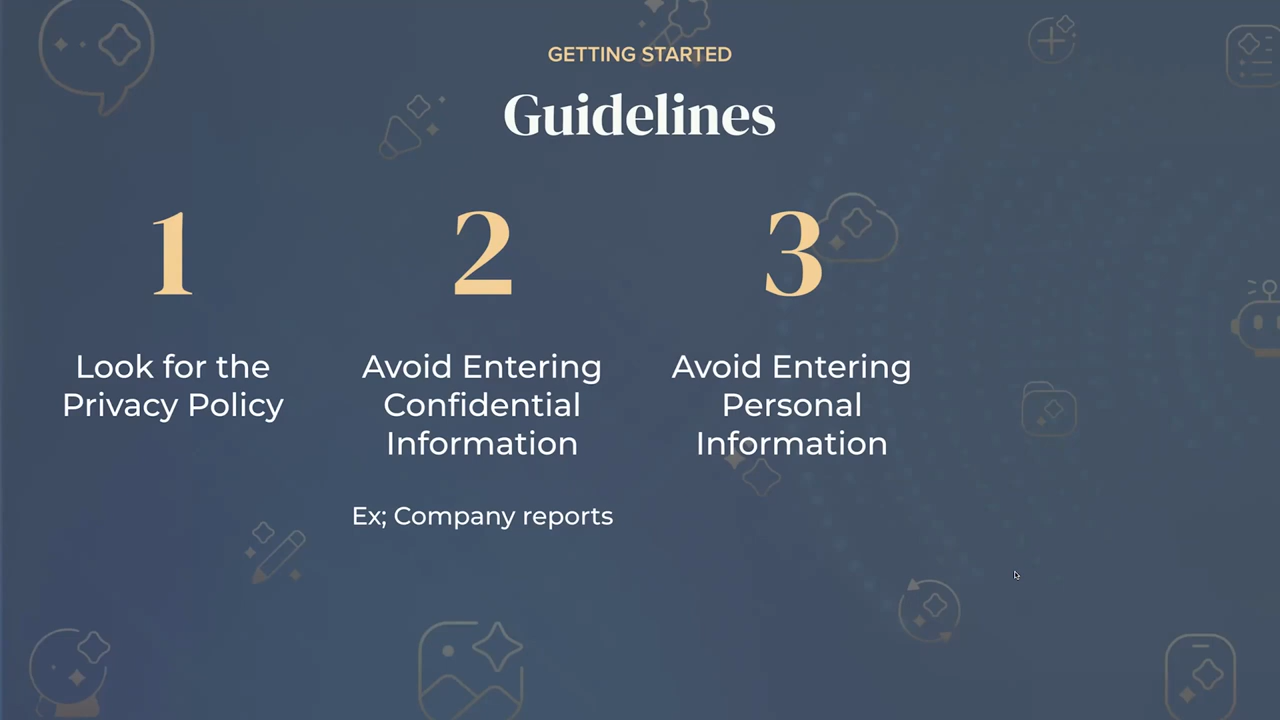 GETTING STARTED
Guidelines
1
Look for the
Privacy Policy
2
Avoid Entering
Confidential
Information
Ex; Company reports
3
Avoid Entering
Personal
Information